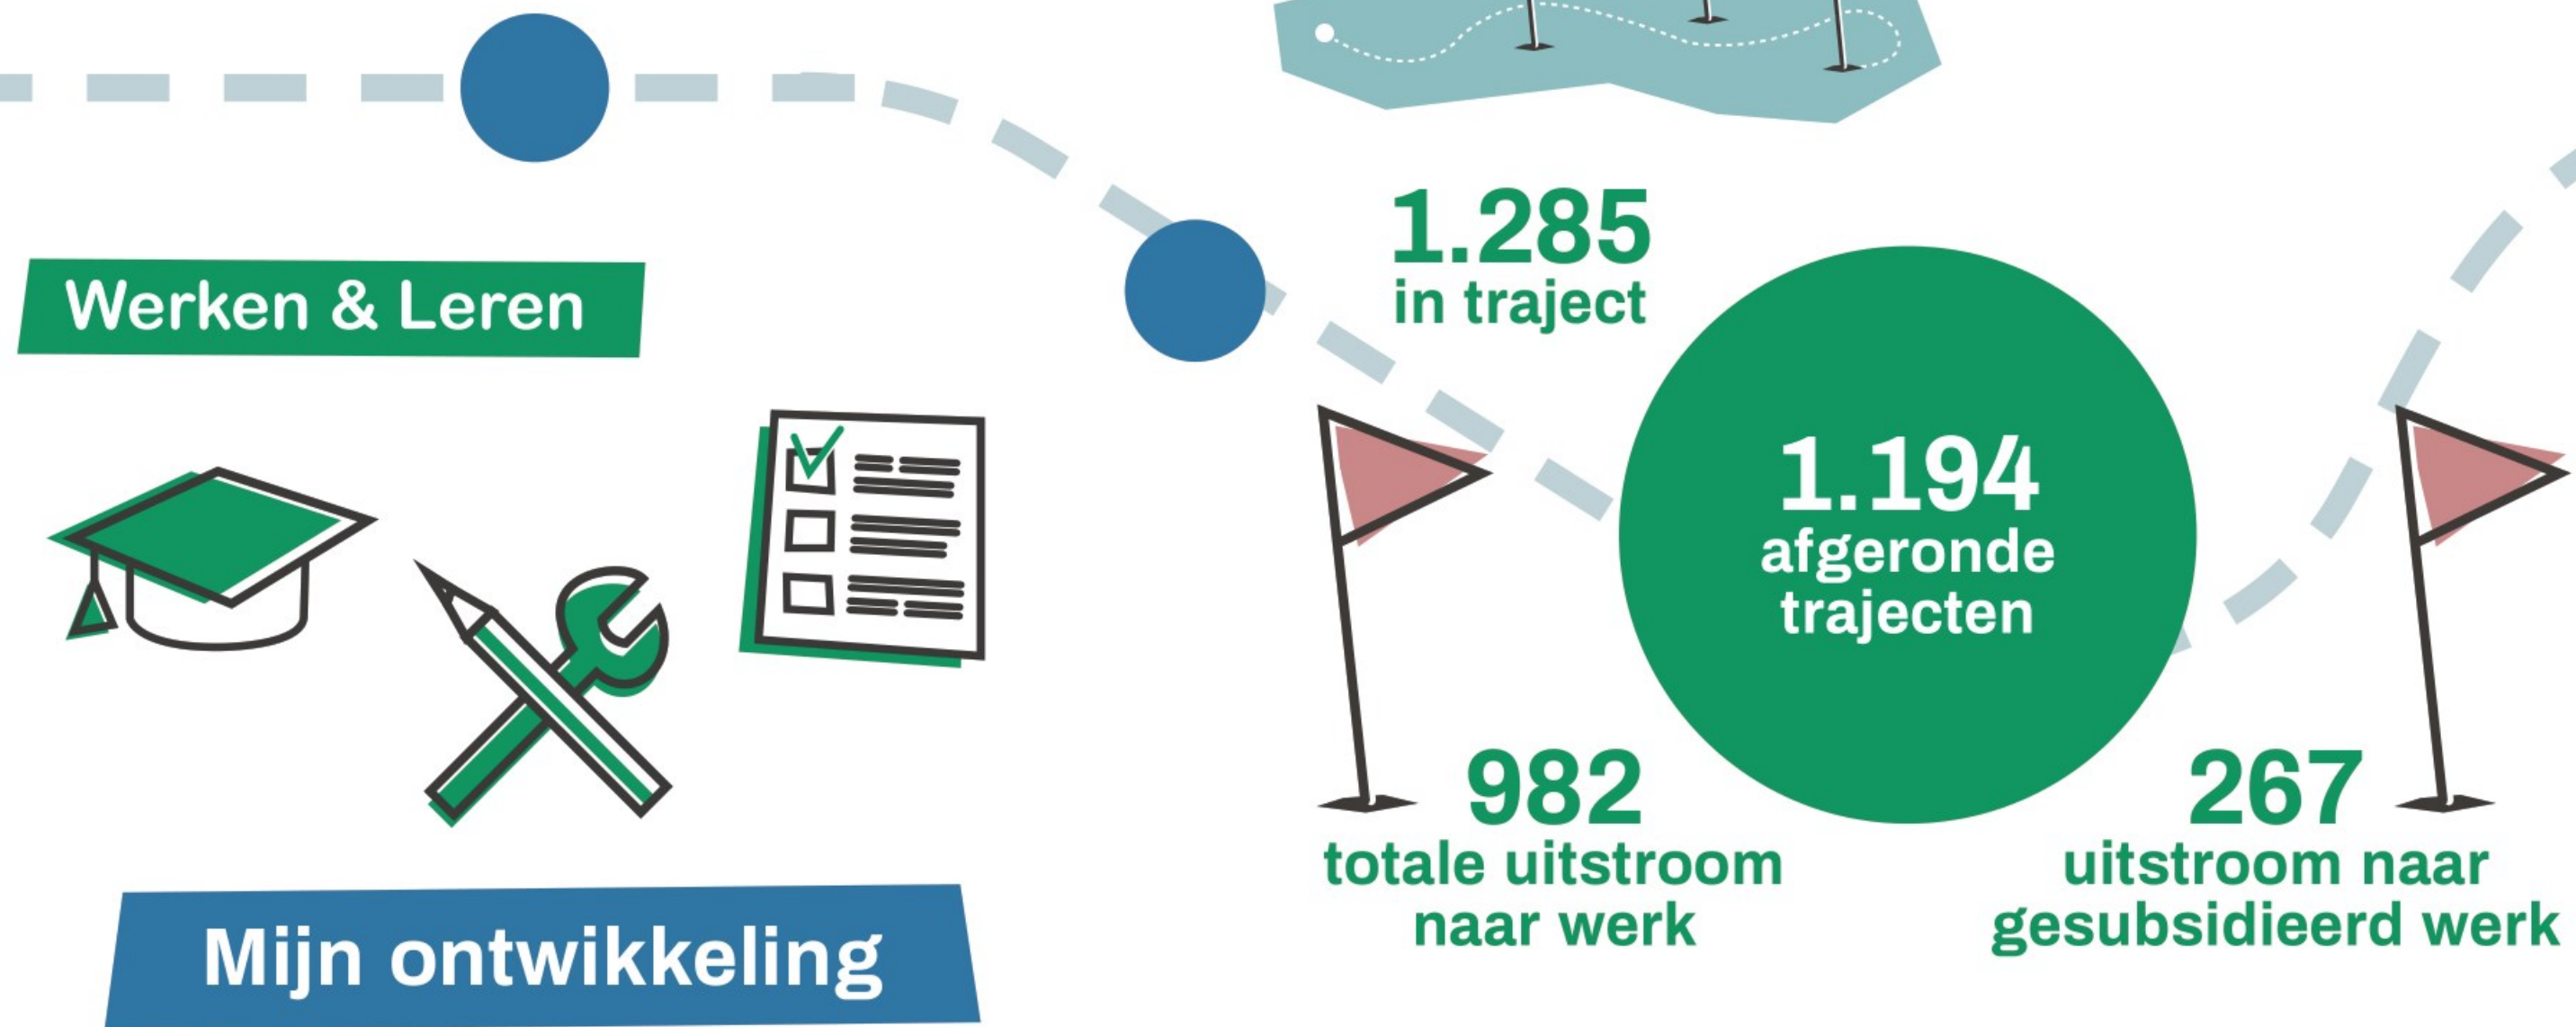 Werken & Leren
Mijn ontwikkeling
1.285
in traject
1.194
afgeronde
trajecten
982
totale uitstroom
naar werk
267
uitstroom naar
gesubsidieerd werk